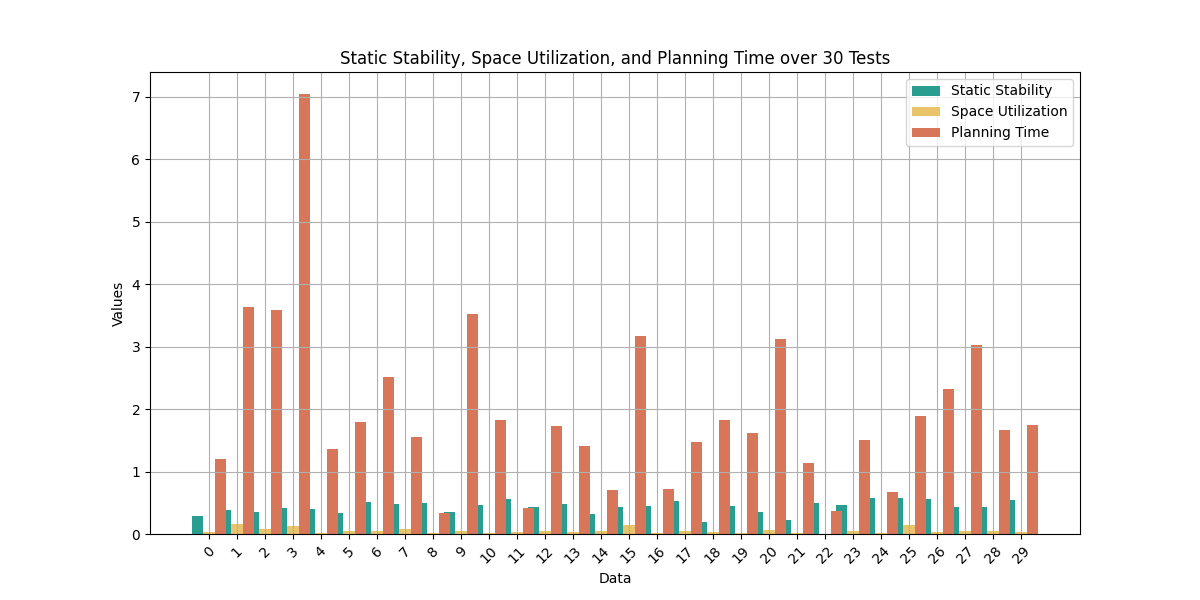 Static Stability, Space Utilization, and Planning Time over 30 Tests
Static Stability
Space Utilization
Planning Time
Values
7
6
5
4
3
2
1
0
0 1 2 3 4 5 6 7 8 9 10 11 12 13 14 15 16 17 18 19 20 21 22 23 24 25 26 27 28 29
Data